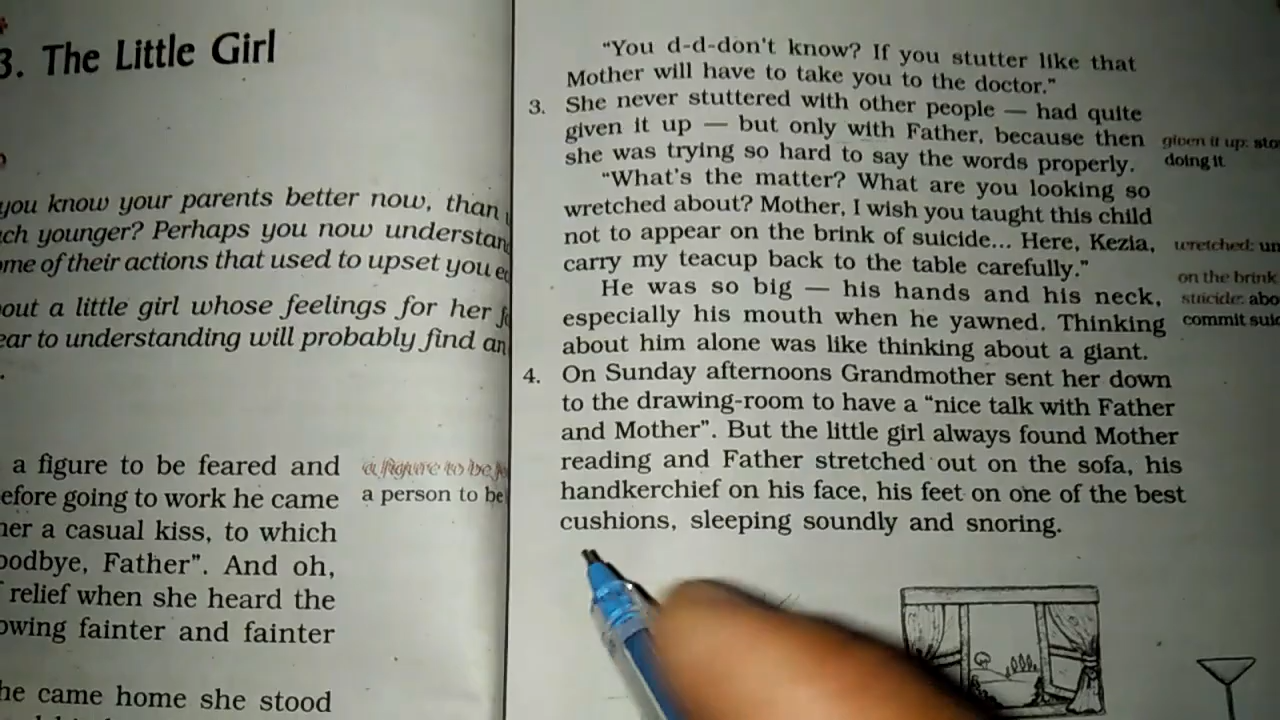 3. The Little Girl
you know your parents better now, than
younger? Perhaps you now
of their actions that used to upset you
a little girl whose feelings for her
to understanding will probably find an
a figure to be feared and
before going to work he came
her a casual kiss, to which
Father". And oh,
relief when she heard the
fainter and fainter
he came home she stood
a figure to be
a person to be
"You d-d-don't know? If you stutter like that
Mother will have to take you to the doctor."
3. She never stuttered with other people — had quite
given it up — but only with Father, because then
she was trying so hard to say the words properly.
"What's the matter? What are you looking so
wretched about? Mother, I wish you taught this child
not to appear on the brink of suicide... Here, Kezia,
carry my teacup back to the table carefully."
He was so big — his hands and his neck,
especially his mouth when he yawned. Thinking
about him alone was like thinking about a giant.
4. On Sunday afternoons Grandmother sent her down
to the drawing-room to have a "nice talk with Father
and Mother". But the little girl always found Mother
reading and Father stretched out on the sofa, his
handkerchief on his face, his feet on one of the best
cushions, sleeping soundly and snoring.
given it up:
doing it
wretched:
on the brink
suicide:
commit